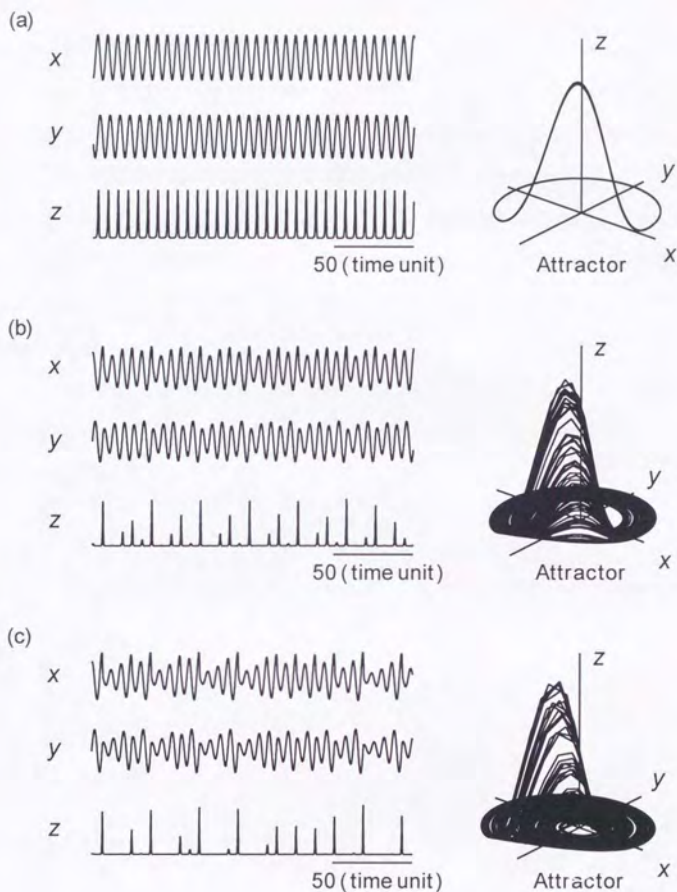 (a)
x
y
z
50 ( time unit)
z
y
x
Attractor
(b)
x
y
z
50 ( time unit)
z
y
x
Attractor
(c)
x
y
z
50 ( time unit)
z
y
x
Attractor